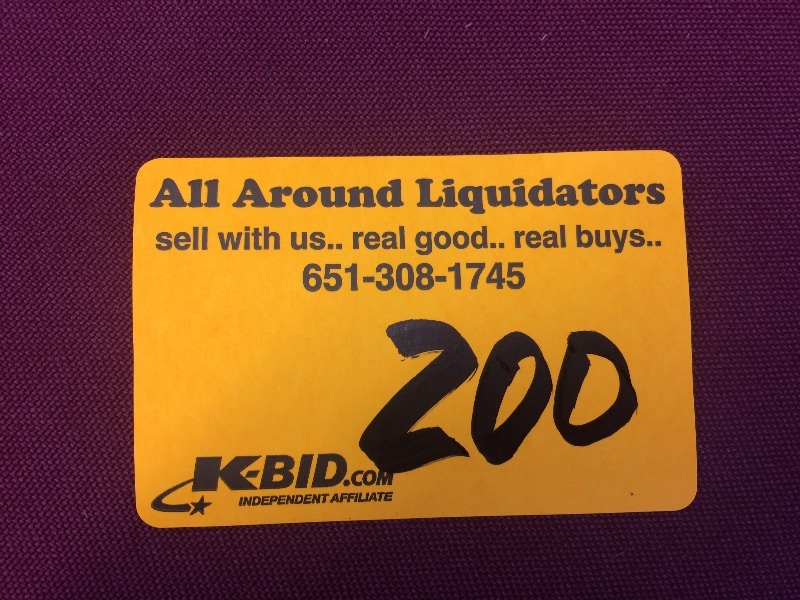 All Around Liquidators
sell with us.. real good.. real buys..
651-308-1745
200
K-BID.COM
INDEPENDENT AFFILIATE